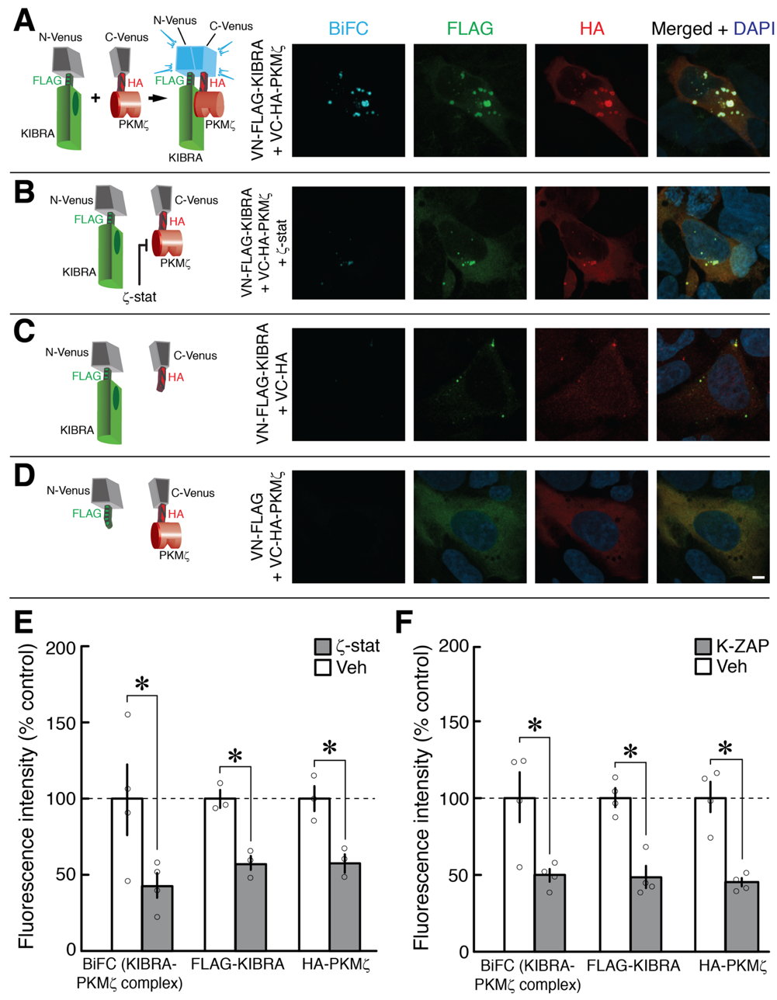 A
N-Venus
C-Venus
N-Venus
C-Venus
FLAG
HA
FLAG
HA
+
PKMζ
PKMζ
KIBRA
KIBRA
BiFC
FLAG
HA
Merged + DAPI
VN-FLAG-KIBRA
+ VC-HA-PKMζ
B
N-Venus
C-Venus
FLAG
HA
PKMζ
KIBRA
ζ-stat
VN-FLAG-KIBRA
+ VC-HA-PKMζ
+ ζ-stat
C
N-Venus
C-Venus
FLAG
HA
KIBRA
VN-FLAG-KIBRA
+ VC-HA
D
N-Venus
C-Venus
FLAG
HA
PKMζ
VN-FLAG
+ VC-HA-PKMζ
E
Fluorescence intensity (% control)
200
150
100
50
0
ζ-stat
Veh
*
*
*
BiFC (KIBRA-
PKMζ complex)
FLAG-KIBRA
HA-PKMζ
F
Fluorescence intensity (% control)
200
150
100
50
0
K-ZAP
Veh
*
*
*
BiFC (KIBRA-
PKMζ complex)
FLAG-KIBRA
HA-PKMζ